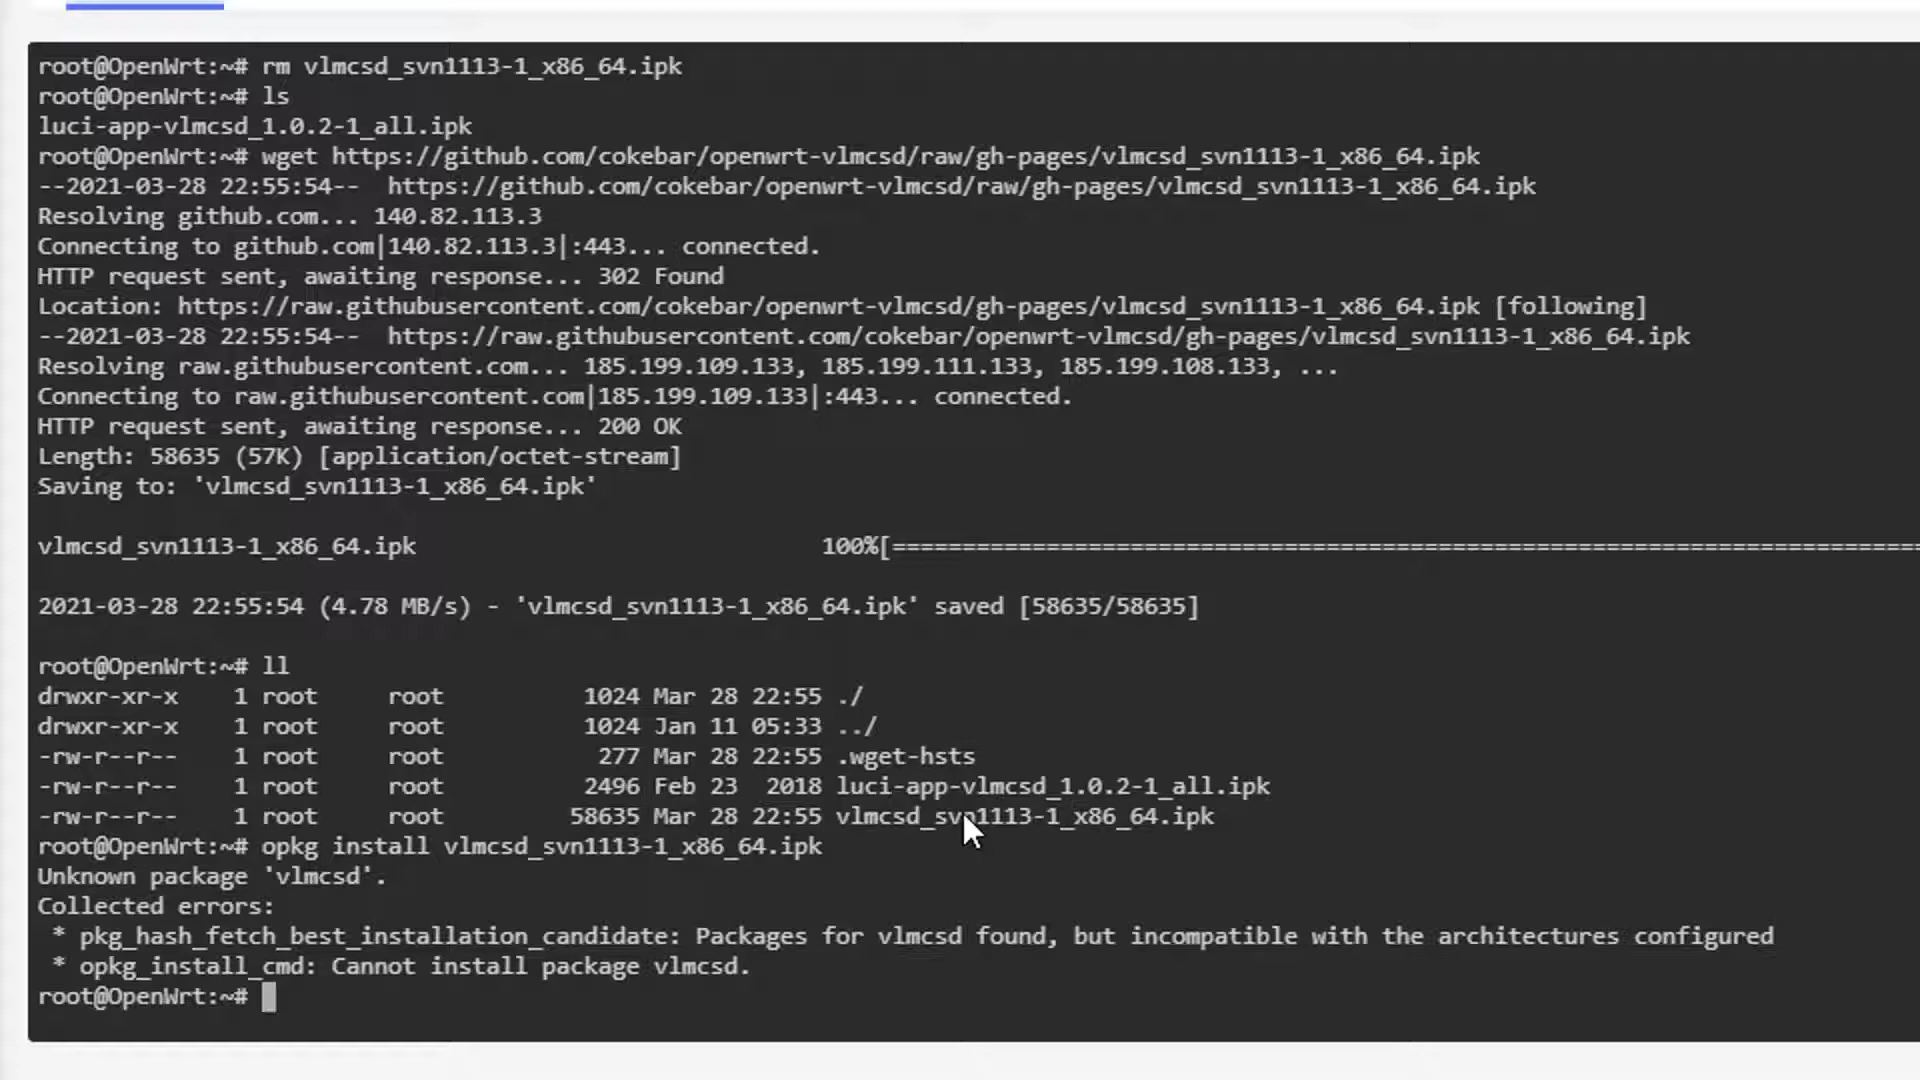 root@OpenWrt:~# rm vlmcsd_svn1113-1_x86_64.ipk
root@OpenWrt:~# ls
luci-app-vlmcsd_1.0.2-1_all.ipk
root@OpenWrt:~# wget https://github.com/cokebar/openwrt-vlmcsd/raw/gh-pages/vlmcsd_svn1113-1_x86_64.ipk
--2021-03-28 22:55:54--  https://github.com/cokebar/openwrt-vlmcsd/raw/gh-pages/vlmcsd_svn1113-1_x86_64.ipk
Resolving github.com... 140.82.113.3
Connecting to github.com|140.82.113.3|:443... connected.
HTTP request sent, awaiting response... 302 Found
Location: https://raw.githubusercontent.com/cokebar/openwrt-vlmcsd/gh-pages/vlmcsd_svn1113-1_x86_64.ipk [following]
--2021-03-28 22:55:54--  https://raw.githubusercontent.com/cokebar/openwrt-vlmcsd/gh-pages/vlmcsd_svn1113-1_x86_64.ipk
Resolving raw.githubusercontent.com... 185.199.109.133, 185.199.111.133, 185.199.108.133, ...
Connecting to raw.githubusercontent.com|185.199.109.133|:443... connected.
HTTP request sent, awaiting response... 200 OK
Length: 58635 (57K) [application/octet-stream]
Saving to: 'vlmcsd_svn1113-1_x86_64.ipk'
vlmcsd_svn1113-1_x86_64.ipk                             100%[==========================================================================
2021-03-28 22:55:54 (4.78 MB/s) - 'vlmcsd_svn1113-1_x86_64.ipk' saved [58635/58635]
root@OpenWrt:~# ll
drwxr-xr-x    1 root     root          1024 Mar 28 22:55 ./
drwxr-xr-x    1 root     root          1024 Jan 11 05:33 ../
-rw-r--r--    1 root     root           277 Mar 28 22:55 .wget-hsts
-rw-r--r--    1 root     root          2496 Feb 23  2018 luci-app-vlmcsd_1.0.2-1_all.ipk
-rw-r--r--    1 root     root         58635 Mar 28 22:55 vlmcsd_svn1113-1_x86_64.ipk
root@OpenWrt:~# opkg install vlmcsd_svn1113-1_x86_64.ipk
Unknown package 'vlmcsd'.
Collected errors:
 * pkg_hash_fetch_best_installation_candidate: Packages for vlmcsd found, but incompatible with the architectures configured
 * opkg_install_cmd: Cannot install package vlmcsd.
root@OpenWrt:~#